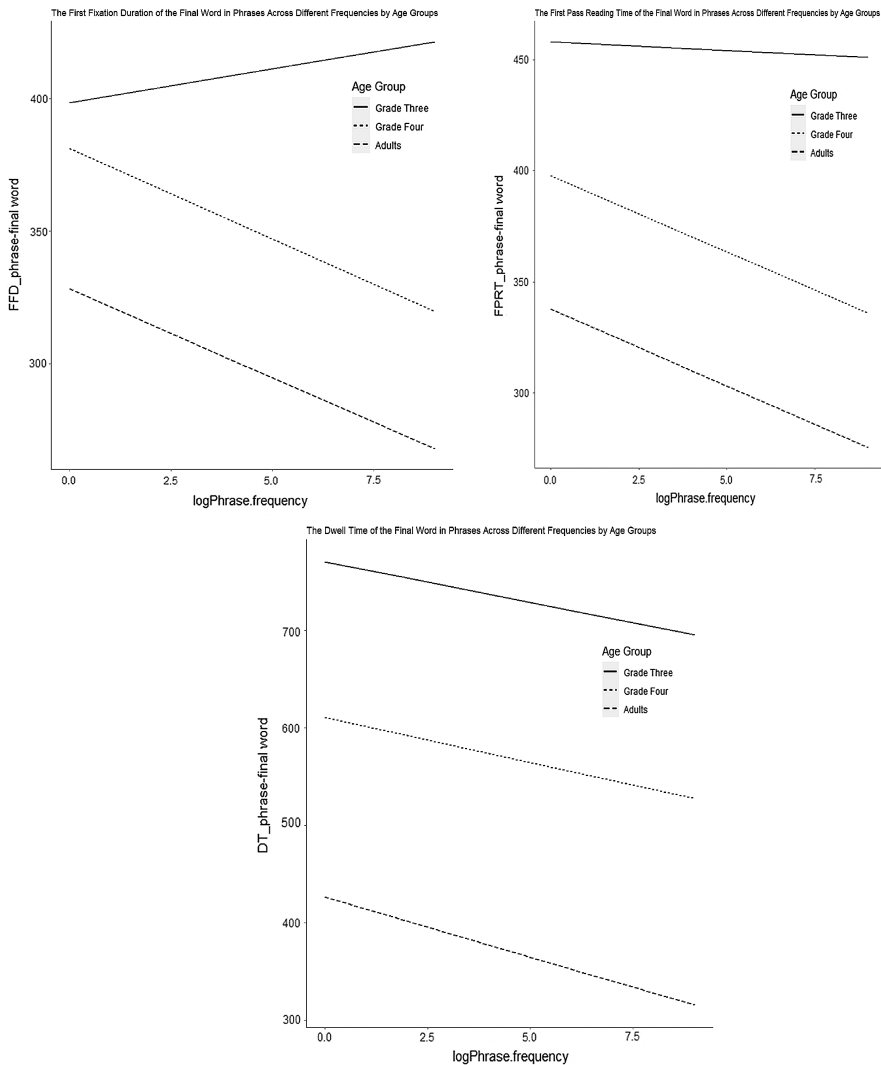 The First Fixation Duration of the Final Word in Phrases Across Different Frequencies by Age Groups
FFD_phrase-final word
400
350
300
Age Group
Grade Three
Grade Four
Adults
0.0 2.5 5.0 7.5
logPhrase.frequency
The First Pass Reading Time of the Final Word in Phrases Across Different Frequencies by Age Groups
FPRT_phrase-final word
450
400
350
300
Age Group
Grade Three
Grade Four
Adults
0.0 2.5 5.0 7.5
logPhrase.frequency
The Dwell Time of the Final Word in Phrases Across Different Frequencies by Age Groups
DT_phrase-final word
700
600
500
400
300
Age Group
Grade Three
Grade Four
Adults
0.0 2.5 5.0 7.5
logPhrase.frequency